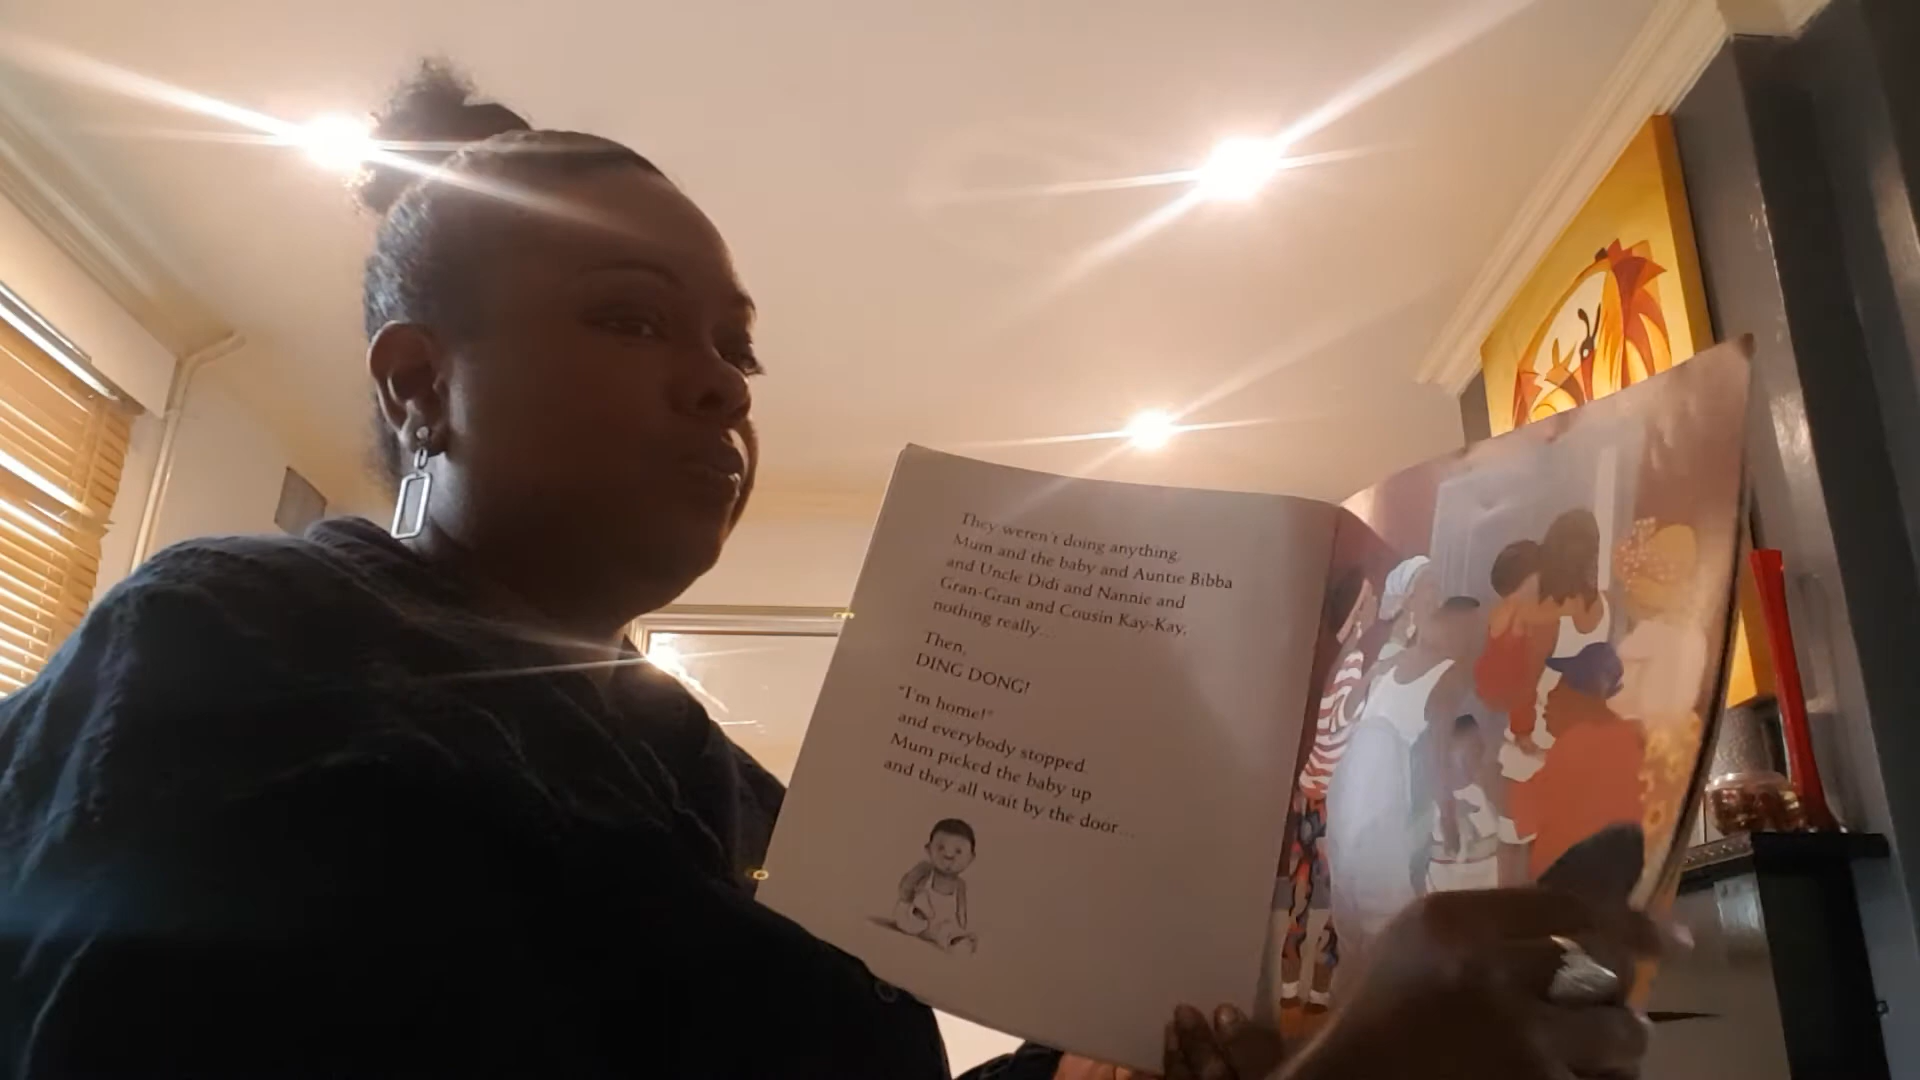 They weren't doing anything.
Mum and the baby and Auntie Bibba
and Uncle Didi and Nannie and
Gran-Gran and Cousin Kay-Kay,
nothing really...
Then,
DING DONG!
"I'm home!"
and everybody stopped.
Mum picked the baby up
and they all wait by the door...